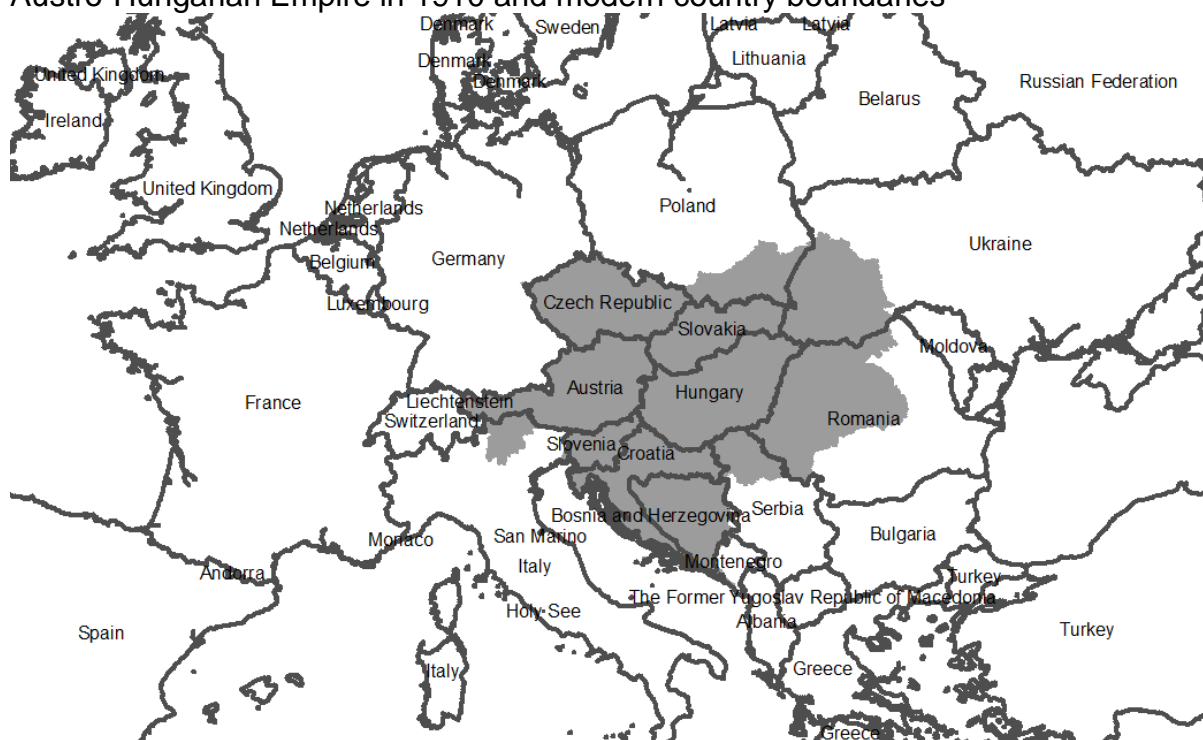 Austro-Hungarian Empire in 1910 and modern country boundaries
Denmark
Sweden
Latvia
Latvia
Denmark
Lithuania
United Kingdom
Denmark
Russian Federation
Belarus
Ireland
United Kingdom
Netherlands
Poland
Netherlands
Ukraine
Belgium
Germany
Luxembourg
Czech Republic
Slovakia
Moldova
Austria
Hungary
France
Liechtenstein
Switzerland
Romania
Slovenia
Croatia
Bosnia and Herzegovina
Serbia
Monaco
San Marino
Bulgaria
Andorra
Italy
Montenegro
Turkey
The Former Yugoslav Republic of Macedonia
Holy See
Albania
Spain
Turkey
Italy
Greece
Greece